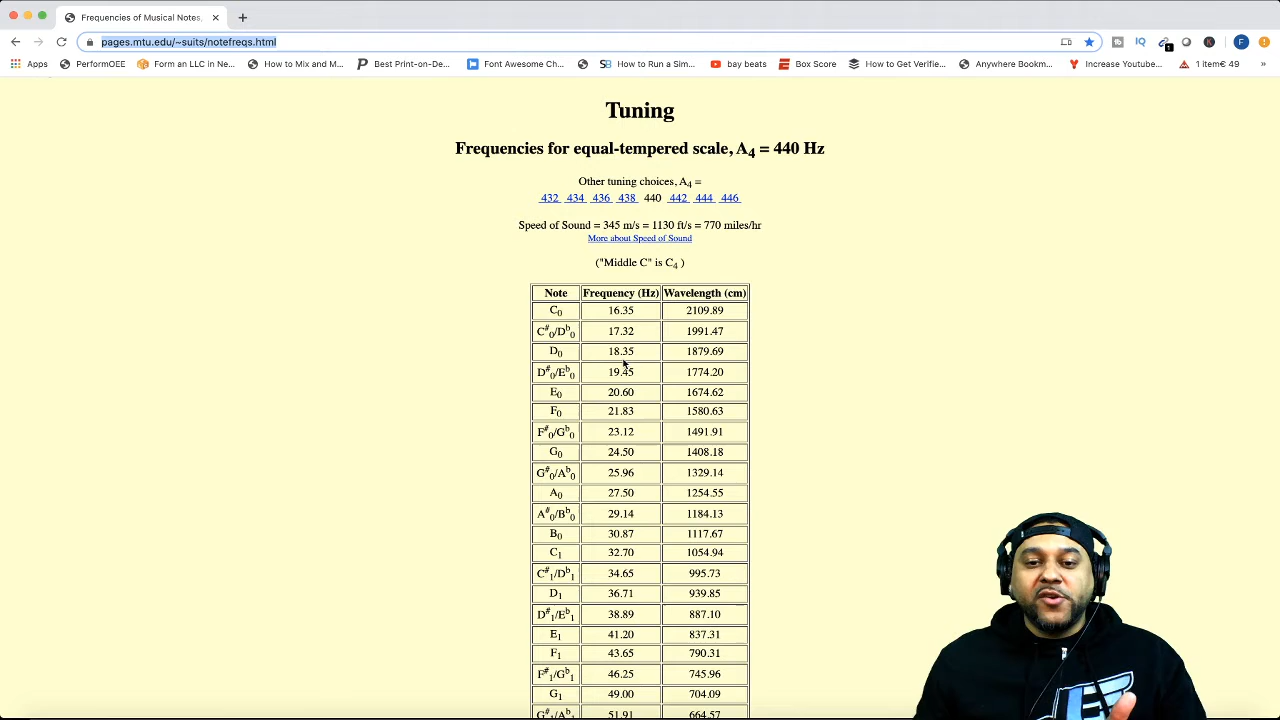 Frequencies of Musical Notes,
pages.mtu.edu/~suits/notefreqs.html
Apps PerformOEE Form an LLC in Ne... How to Mix and M... Best Print-on-De... Font Awesome Ch... How to Run a Sim... bay beats Box Score How to Get Verifie... Anywhere Bookm... Increase Youtube... 1 item€ 49 »
Tuning
Frequencies for equal-tempered scale, A4 = 440 Hz
Other tuning choices, A4 =
432 434 436 438 440 442 444 446
Speed of Sound = 345 m/s = 1130 ft/s = 770 miles/hr
More about Speed of Sound
("Middle C" is C4 )
Note Frequency (Hz) Wavelength (cm)
C0 16.35 2109.89
C#0/Db0 17.32 1991.47
D0 18.35 1879.69
D#0/Eb0 19.45 1774.20
E0 20.60 1674.62
F0 21.83 1580.63
F#0/Gb0 23.12 1491.91
G0 24.50 1408.18
G#0/Ab0 25.96 1329.14
A0 27.50 1254.55
A#0/Bb0 29.14 1184.13
B0 30.87 1117.67
C1 32.70 1054.94
C#1/Db1 34.65 995.73
D1 36.71 939.85
D#1/Eb1 38.89 887.10
E1 41.20 837.31
F1 43.65 790.31
F#1/Gb1 46.25 745.96
G1 49.00 704.09
G#1/Ab1 51.91 664.57